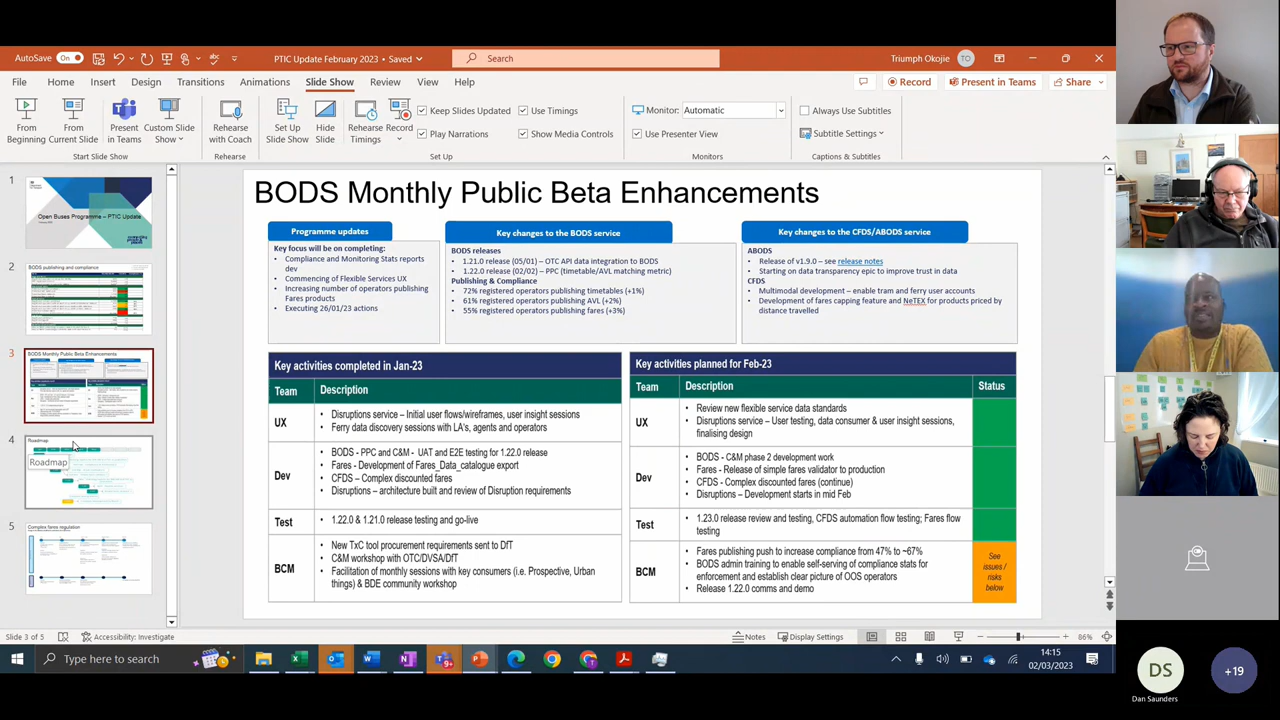 AutoSave On
PTIC Update February 2023 • Saved
Search
Triumph Okojie
TO
File Home Insert Design Transitions Animations Slide Show Review View Help
Record
Present in Teams
Share
From Beginning
From Current Slide
Present in Teams
Custom Slide Show
Start Slide Show
Rehearse with Coach
Rehearse
Set Up Slide Show
Hide Slide
Rehearse Timings
Record
Keep Slides Updated
Use Timings
Play Narrations
Show Media Controls
Set Up
Monitor: Automatic
Use Presenter View
Monitors
Always Use Subtitles
Subtitle Settings
Captions & Subtitles
1
Open Buses Programme – PTIC Update
2
BODS publishing and compliance
3
BODS Monthly Public Beta Enhancements
4
Roadmap
Roadmap
5
Complex fares regulation
BODS Monthly Public Beta Enhancements
Programme updates
Key focus will be on completing:
• Compliance and Monitoring Stats reports
dev
• Commencing of Flexible Services UX
• Increasing number of operators publishing
Fares products
• Executing 26/01/23 actions
Key changes to the BODS service
BODS releases
• 1.21.0 release (05/01) – OTC API data integration to BODS
• 1.22.0 release (02/02) – PPC (timetable/AVL matching metric)
Publishing & Compliance
• 72% registered operators publishing timetables (+1%)
• 61% registered operators publishing AVL (+2%)
• 55% registered operators publishing fares (+3%)
Key changes to the CFDS/ABODS service
ABODS
• Release of v1.9.0 – see release notes
• Starting on data transparency epic to improve trust in data
CFDS
• Multimodal development – enable tram and ferry user accounts
• Development of fares capping feature and NeTEX for products priced by
distance travelled
Key activities completed in Jan-23
Team Description
UX
• Disruptions service – Initial user flows/wireframes, user insight sessions
• Ferry data discovery sessions with LA's, agents and operators
Dev
• BODS - PPC and C&M - UAT and E2E testing for 1.22.0 release
• Fares - Development of Fares_Data_catalogue export
• CFDS – Complex discounted fares
• Disruptions – architecture built and review of Disruption requirements
Test
• 1.22.0 & 1.21.0 release testing and go-live
BCM
• New TxC tool procurement requirements sent to DfT
• C&M workshop with OTC/DVSA/DfT
• Facilitation of monthly sessions with key consumers (i.e. Prospective, Urban
things) & BDE community workshop
Key activities planned for Feb-23
Team Description Status
UX
• Review new flexible service data standards
• Disruptions service – User testing, data consumer & user insight sessions,
finalising design
Dev
• BODS - C&M phase 2 development work
• Fares - Release of simple fares validator to production
• CFDS - Complex discounted fares (continue)
• Disruptions – Development starts in mid Feb
Test
• 1.23.0 release review and testing, CFDS automation flow testing; Fares flow
testing
BCM
• Fares publishing push to increase compliance from 47% to ~67%
• BODS admin training to enable self-serving of compliance stats for
enforcement and establish clear picture of OOS operators
• Release 1.22.0 comms and demo
See
issues /
risks
below
Slide 3 of 5
Accessibility: Investigate
Notes
Display Settings
86%
Type here to search
14:15
02/03/2023
DS
Dan Saunders
+19